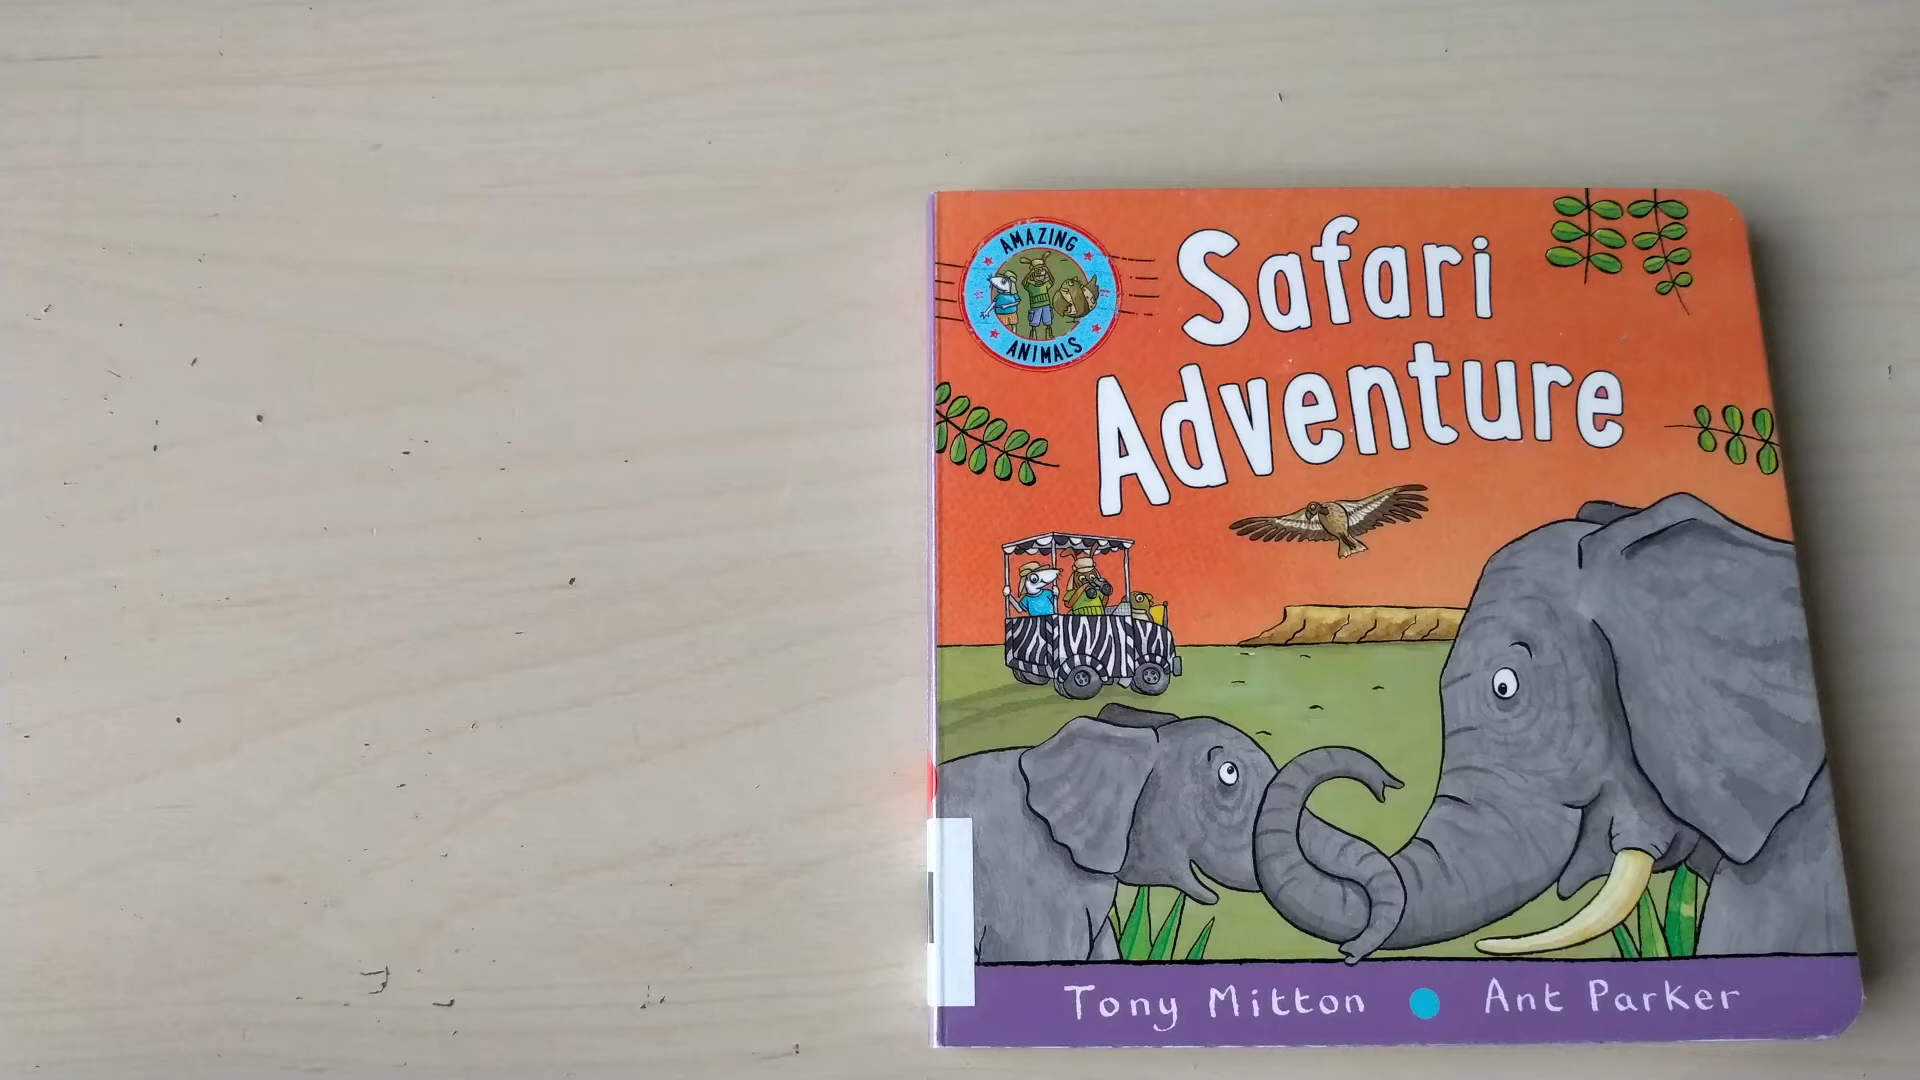 AMAZING
ANIMALS
Safari
Adventure
Tony Mitton
Ant Parker